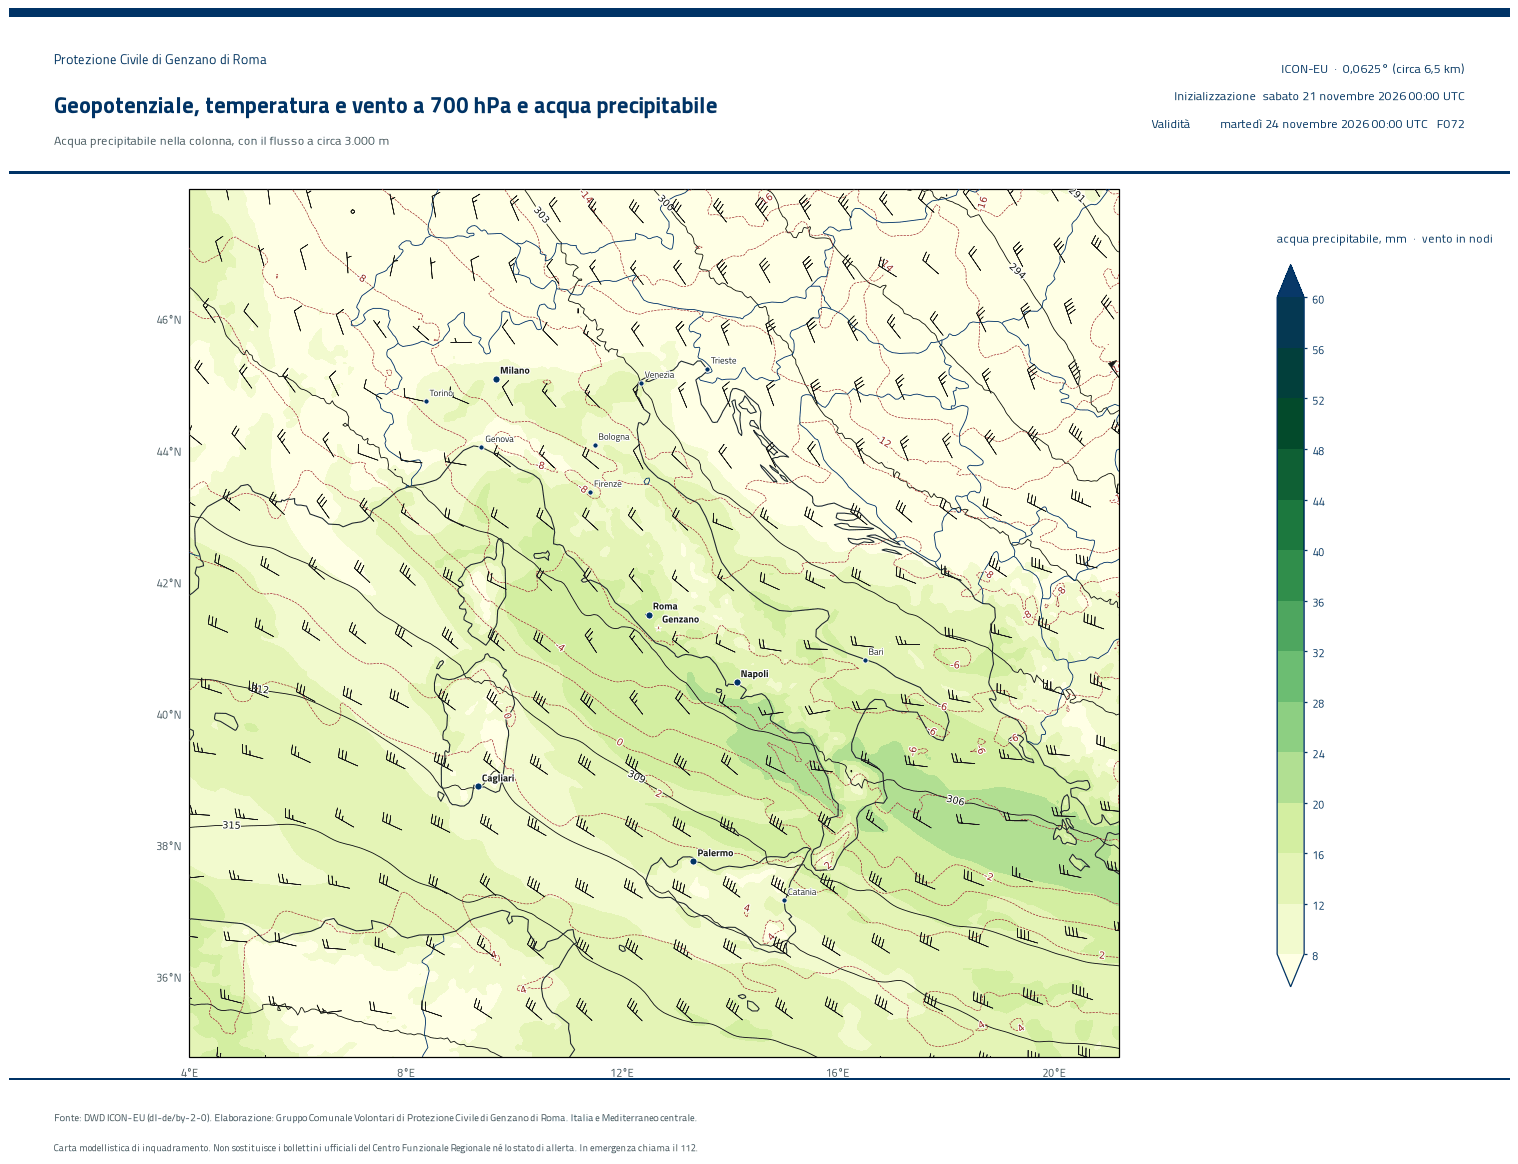 Protezione Civile di Genzano di Roma
Geopotenziale, temperatura e vento a 700 hPa e acqua precipitabile
Acqua precipitabile nella colonna, con il flusso a circa 3.000 m
ICON-EU · 0,0625° (circa 6,5 km)
Inizializzazione sabato 21 novembre 2026 00:00 UTC
Validità martedì 24 novembre 2026 00:00 UTC F072
acqua precipitabile, mm · vento in nodi
60
56
52
48
44
40
36
32
28
24
20
16
12
8
46°N
44°N
42°N
40°N
38°N
36°N
4°E
8°E
12°E
16°E
20°E
303
300
291
294
312
309
306
315
Milano
Torino
Venezia
Trieste
Genova
Bologna
Firenze
Roma
Genzano
Napoli
Bari
Cagliari
Palermo
Catania
Fonte: DWD ICON-EU (dl-de/by-2-0). Elaborazione: Gruppo Comunale Volontari di Protezione Civile di Genzano di Roma. Italia e Mediterraneo centrale.
Carta modellistica di inquadramento. Non sostituisce i bollettini ufficiali del Centro Funzionale Regionale né lo stato di allerta. In emergenza chiama il 112.